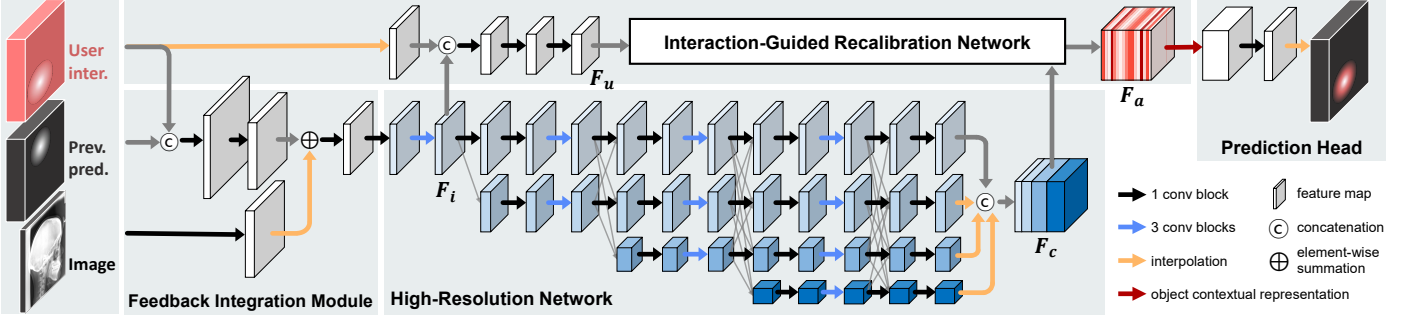 User
inter.
Prev.
pred.
Image
C
Interaction-Guided Recalibration Network
F_u
F_a
Prediction Head
C
F_i
C
F_c
Feedback Integration Module
High-Resolution Network
1 conv block
3 conv blocks
interpolation
object contextual representation
feature map
C concatenation
element-wise
summation